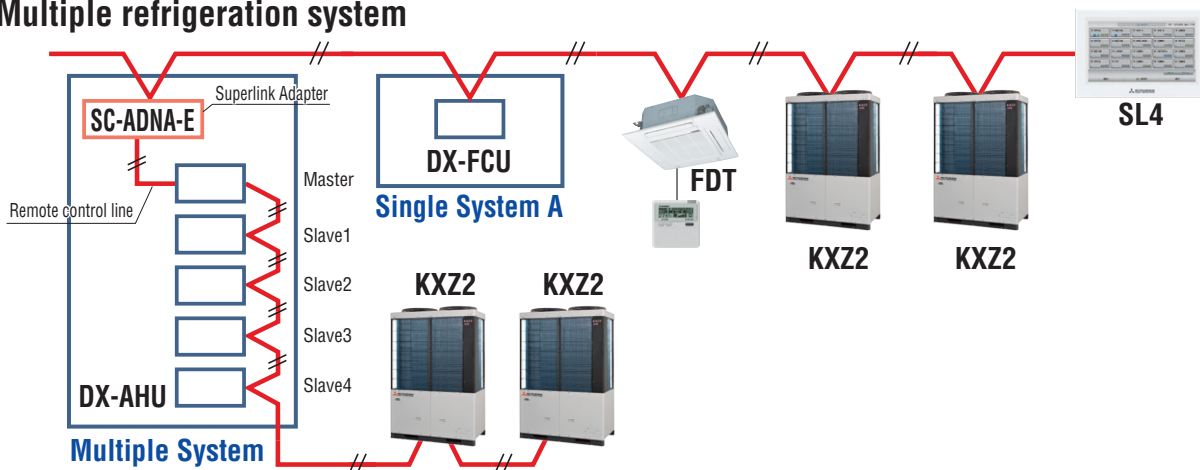 Multiple refrigeration system
Superlink Adapter
SC-ADNA-E
Master
Remote control line
Slave1
Slave2
Slave3
Slave4
DX-AHU
Multiple System
DX-FCU
Single System A
FDT
KXZ2
KXZ2
KXZ2
KXZ2
SL4